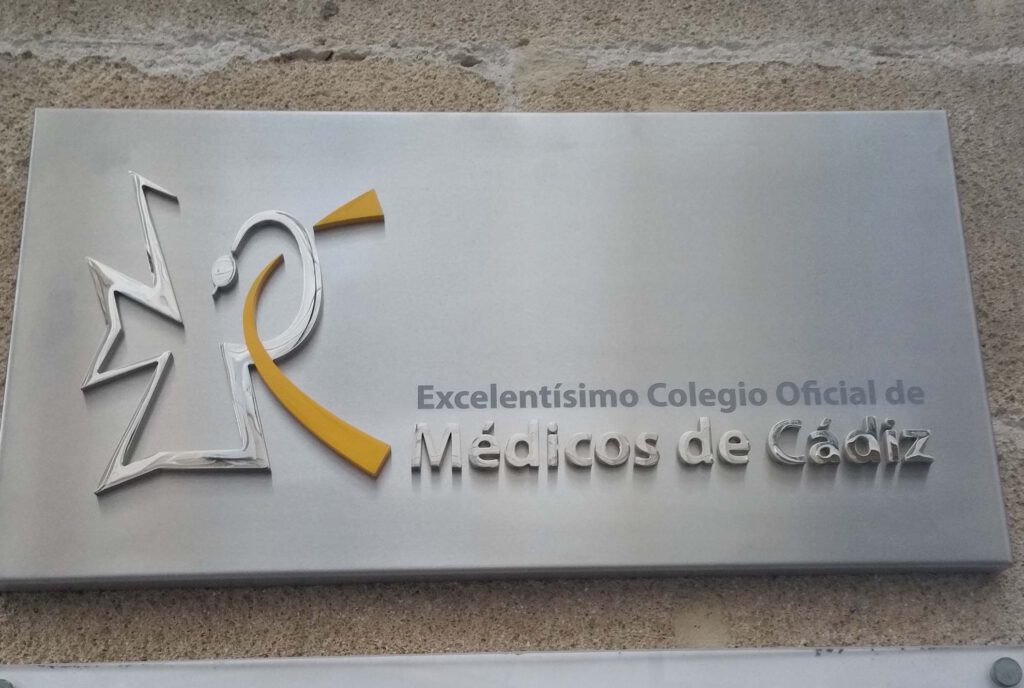 Excelentísimo Colegio Oficial de
Médicos de Cádiz